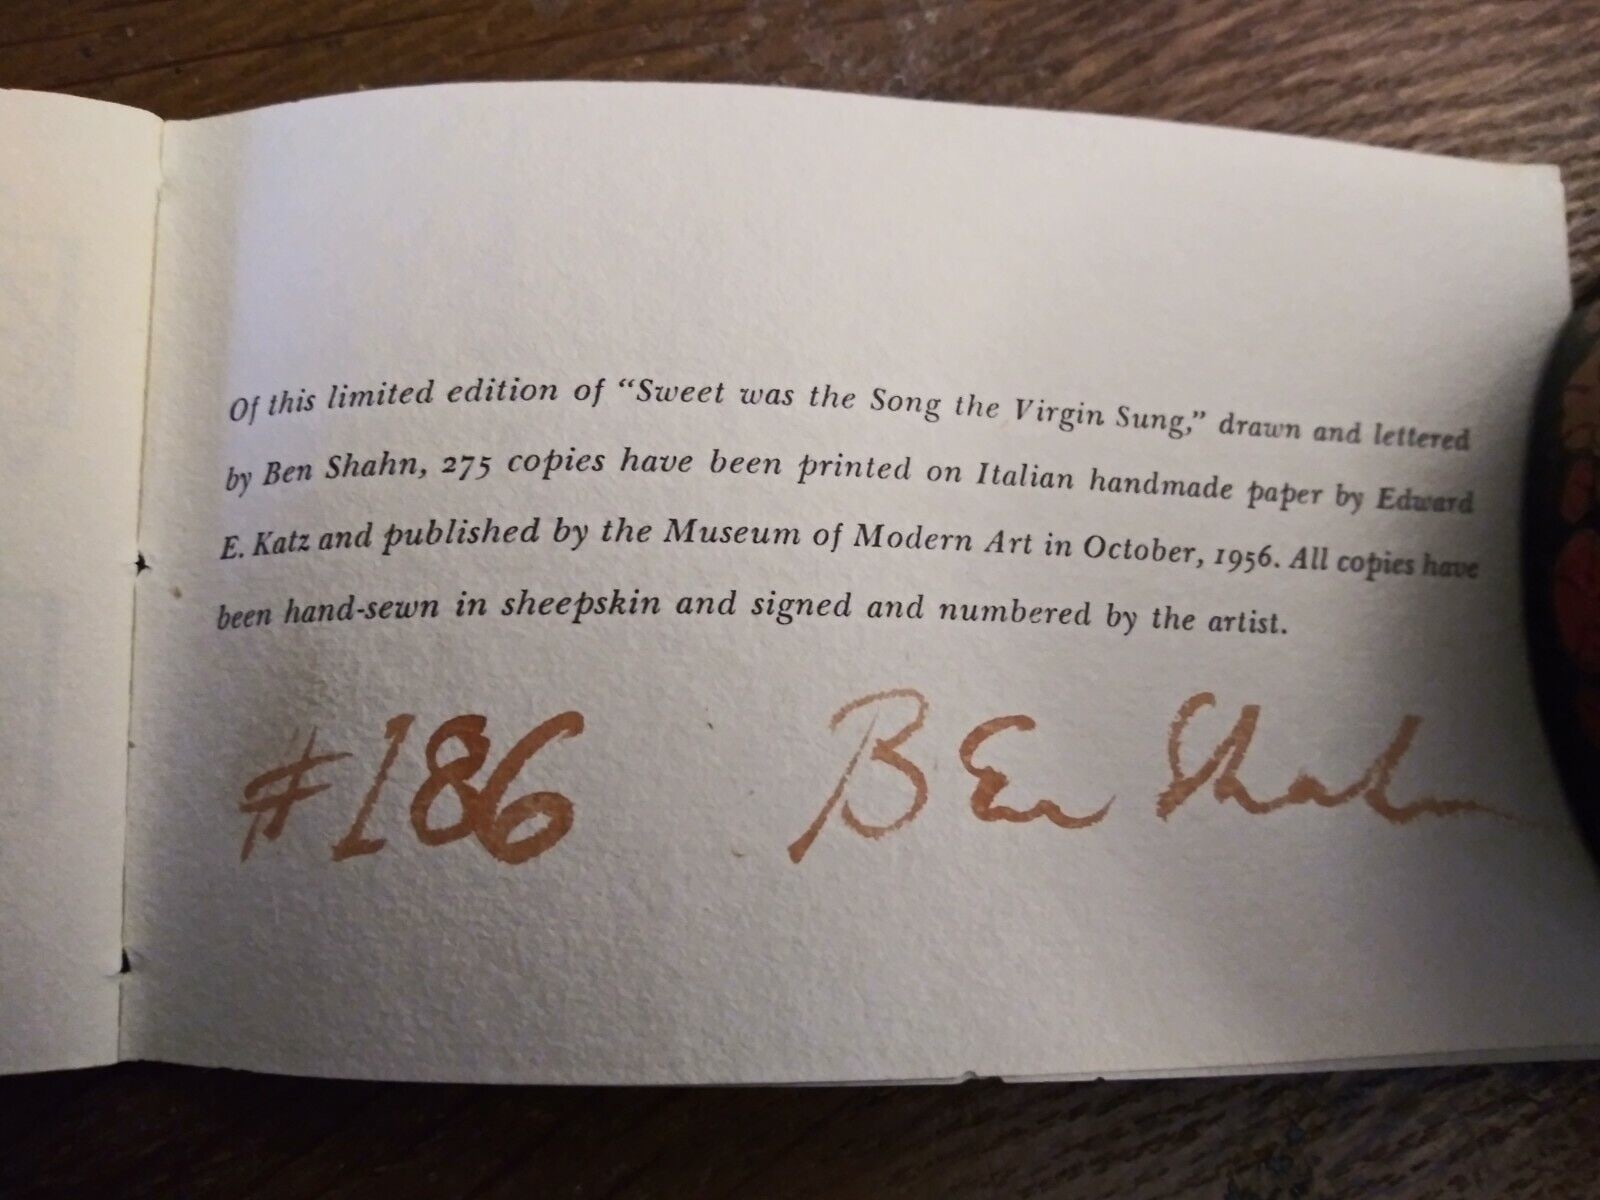 Of this limited edition of “Sweet was the Song the Virgin Sung,” drawn and lettered
by Ben Shahn, 275 copies have been printed on Italian handmade paper by Edward
E. Katz and published by the Museum of Modern Art in October, 1956. All copies have
been hand-sewn in sheepskin and signed and numbered by the artist.
#186 Ben Shahn